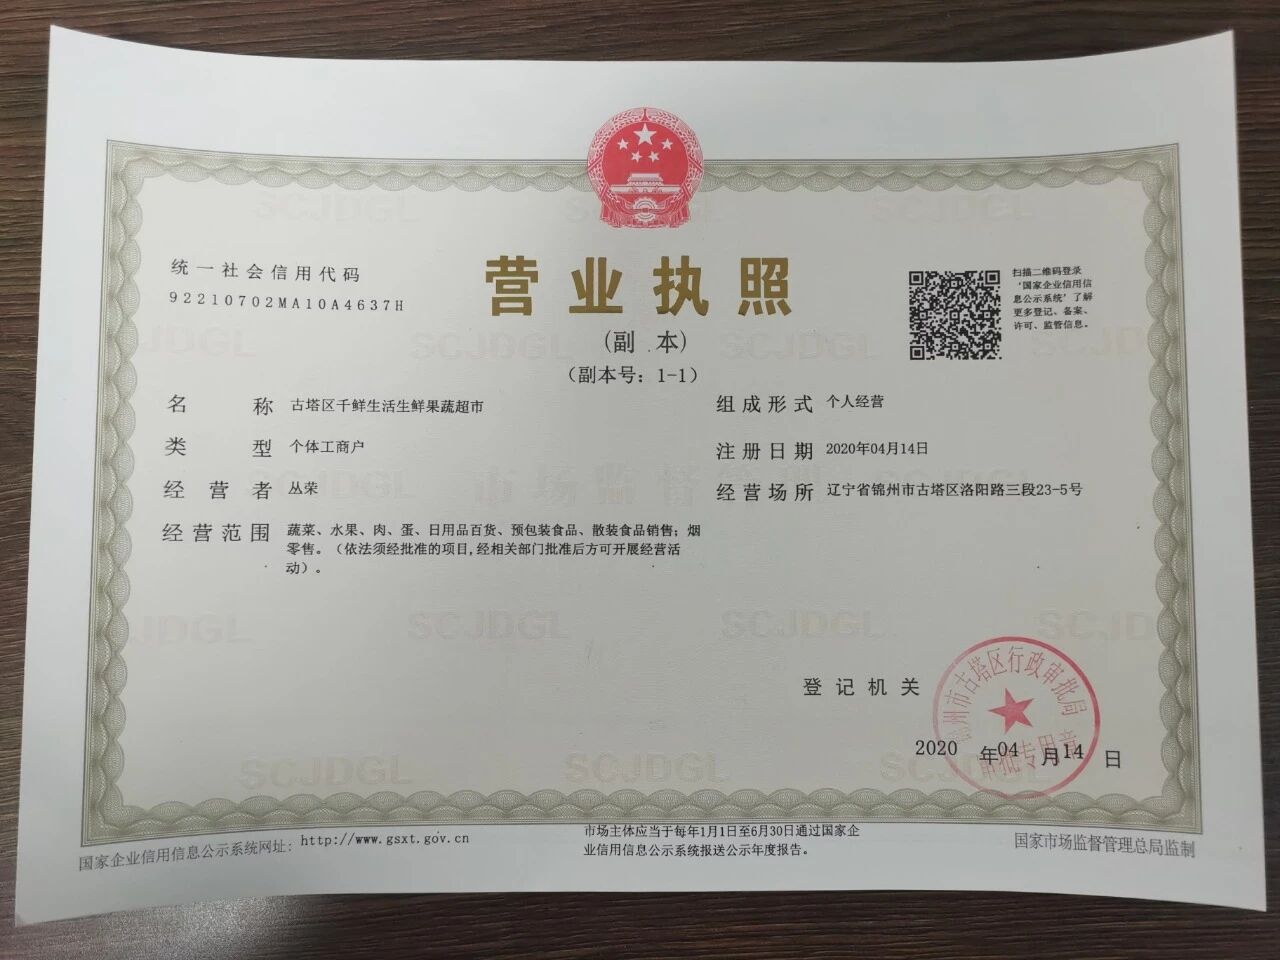 统一社会信用代码
92210702MA10A4637H
营业执照
(副 本)
（副本号：1-1）
扫描二维码登录
‘国家企业信用信
息公示系统’了解
更多登记、备案、
许可、监管信息。
名 称 古塔区千鲜生活生鲜果蔬超市
类 型 个体工商户
经 营 者 丛荣
经营范围 蔬菜、水果、肉、蛋、日用品百货、预包装食品、散装食品销售；烟
零售。（依法须经批准的项目,经相关部门批准后方可开展经营活
动）。
组成形式 个人经营
注册日期 2020年04月14日
经营场所 辽宁省锦州市古塔区洛阳路三段23-5号
登记机关
锦州市古塔区行政审批局
审批专用章
2020 年04 月14 日
国家企业信用信息公示系统网址: http://www.gsxt.gov.cn
市场主体应当于每年1月1日至6月30日通过国家企
业信用信息公示系统报送公示年度报告。
国家市场监督管理总局监制
SCJDGL
市场监督管理